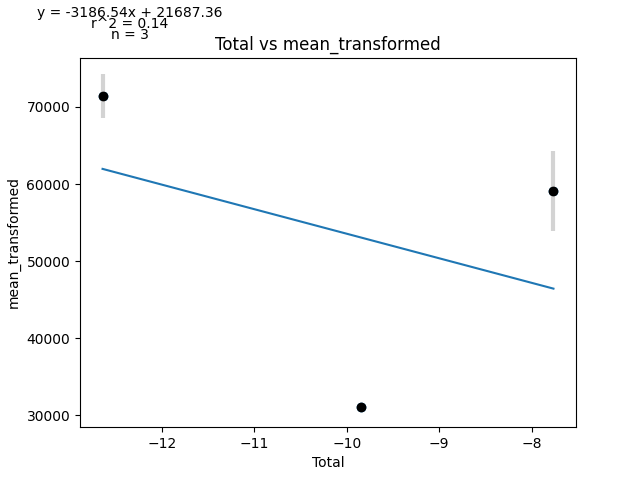 y = -3186.54x + 21687.36
r^2 = 0.14
n = 3
Total vs mean_transformed
70000
60000
50000
40000
30000
mean_transformed
−12
−11
−10
−9
−8
Total